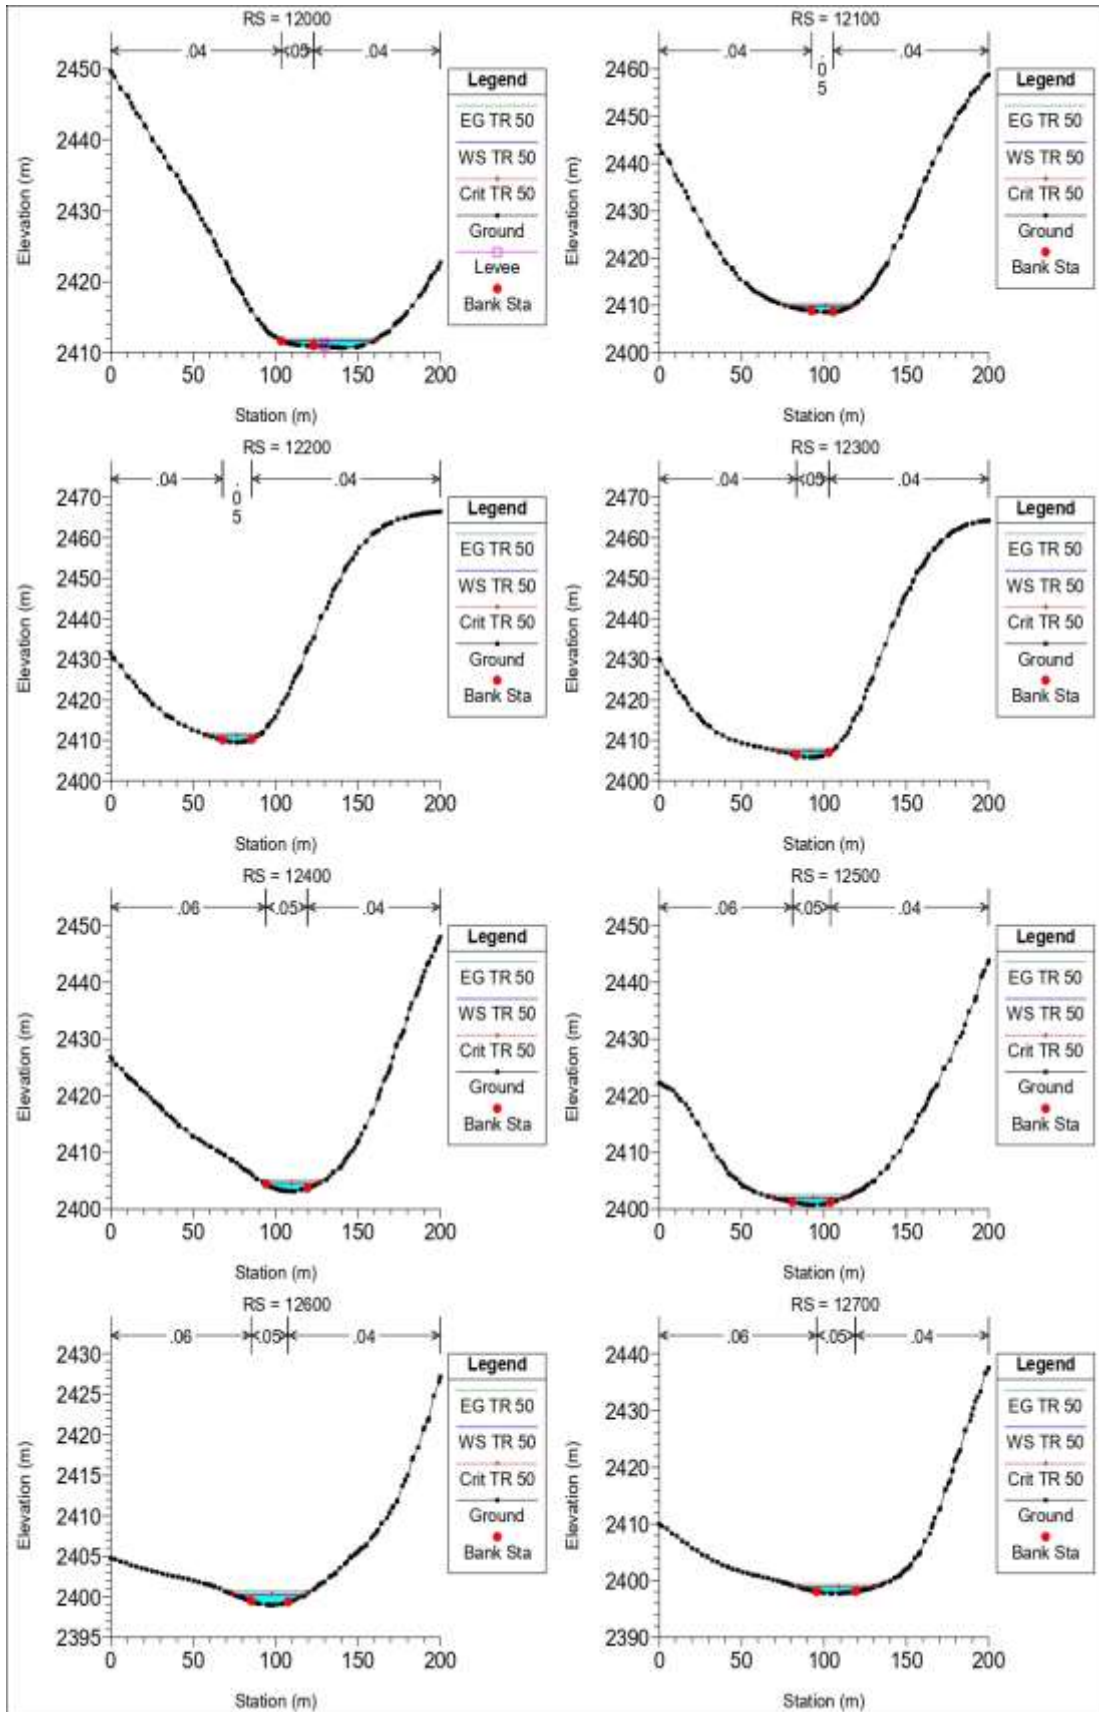 RS = 12000
.04 .05 .04
2450
2440
2430
2420
2410
Elevation (m)
0 50 100 150 200
Station (m)
Legend
EG TR 50
WS TR 50
Crit TR 50
Ground
Levee
Bank Sta
RS = 12100
.04 .05 .04
2460
2450
2440
2430
2420
2410
2400
Elevation (m)
0 50 100 150 200
Station (m)
Legend
EG TR 50
WS TR 50
Crit TR 50
Ground
Bank Sta
RS = 12200
.04 .05 .04
2470
2460
2450
2440
2430
2420
2410
2400
Elevation (m)
0 50 100 150 200
Station (m)
Legend
EG TR 50
WS TR 50
Crit TR 50
Ground
Bank Sta
RS = 12300
.04 .05 .04
2470
2460
2450
2440
2430
2420
2410
2400
Elevation (m)
0 50 100 150 200
Station (m)
Legend
EG TR 50
WS TR 50
Crit TR 50
Ground
Bank Sta
RS = 12400
.06 .05 .04
2450
2440
2430
2420
2410
2400
Elevation (m)
0 50 100 150 200
Station (m)
Legend
EG TR 50
WS TR 50
Crit TR 50
Ground
Bank Sta
RS = 12500
.06 .05 .04
2450
2440
2430
2420
2410
2400
Elevation (m)
0 50 100 150 200
Station (m)
Legend
EG TR 50
WS TR 50
Crit TR 50
Ground
Bank Sta
RS = 12600
.06 .05 .04
2430
2425
2420
2415
2410
2405
2400
2395
Elevation (m)
0 50 100 150 200
Station (m)
Legend
EG TR 50
WS TR 50
Crit TR 50
Ground
Bank Sta
RS = 12700
.06 .05 .04
2440
2430
2420
2410
2400
2390
Elevation (m)
0 50 100 150 200
Station (m)
Legend
EG TR 50
WS TR 50
Crit TR 50
Ground
Bank Sta